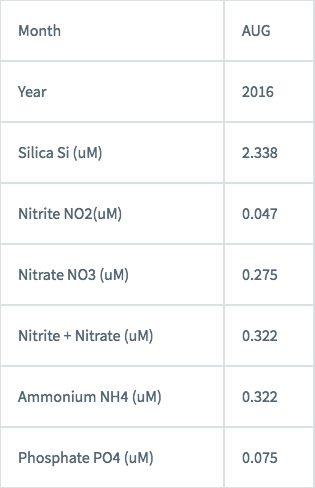 Month AUG
Year 2016
Silica Si (uM) 2.338
Nitrite NO2(uM) 0.047
Nitrate NO3 (uM) 0.275
Nitrite + Nitrate (uM) 0.322
Ammonium NH4 (uM) 0.322
Phosphate PO4 (uM) 0.075